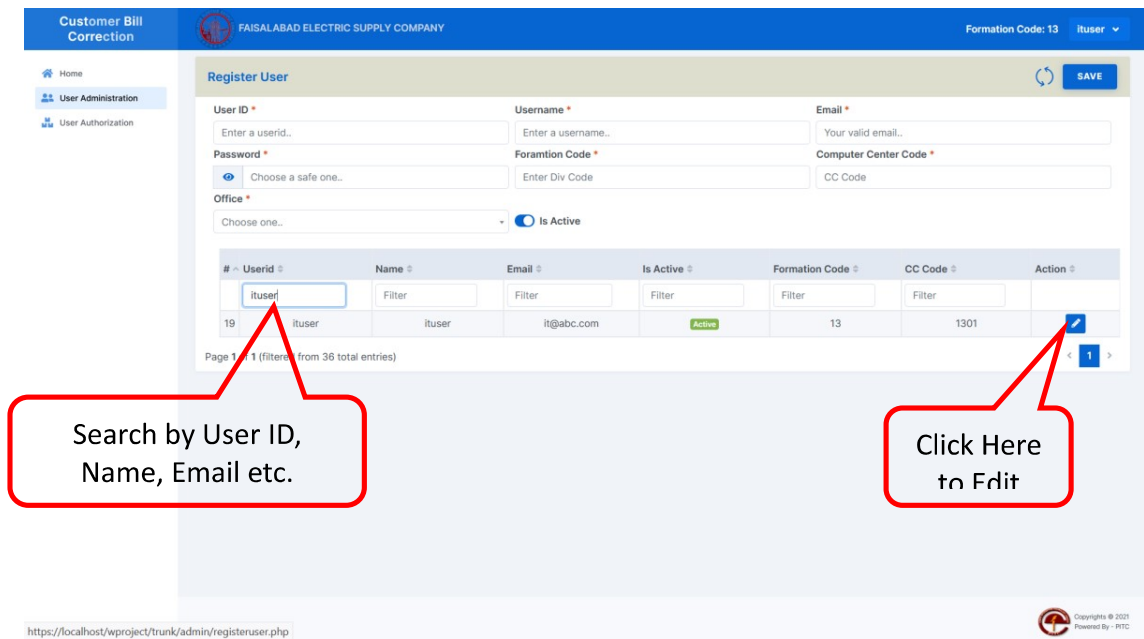 Customer Bill
Correction
FAISALABAD ELECTRIC SUPPLY COMPANY
Formation Code: 13 ituser
Home
User Administration
User Authorization
Register User
SAVE
User ID * Username * Email *
Enter a userid.. Enter a username.. Your valid email..
Password * Foramtion Code * Computer Center Code *
Choose a safe one.. Enter Div Code CC Code
Office *
Choose one.. Is Active
# Userid Name Email Is Active Formation Code CC Code Action
ituser Filter Filter Filter Filter Filter
19 ituser ituser it@abc.com Active 13 1301
Page 1 of 1 (filtered from 36 total entries)
< 1 >
Search by User ID,
Name, Email etc.
Click Here
to Edit
Copyrights © 2021
Powered By - PITC
https://localhost/wproject/trunk/admin/registeruser.php